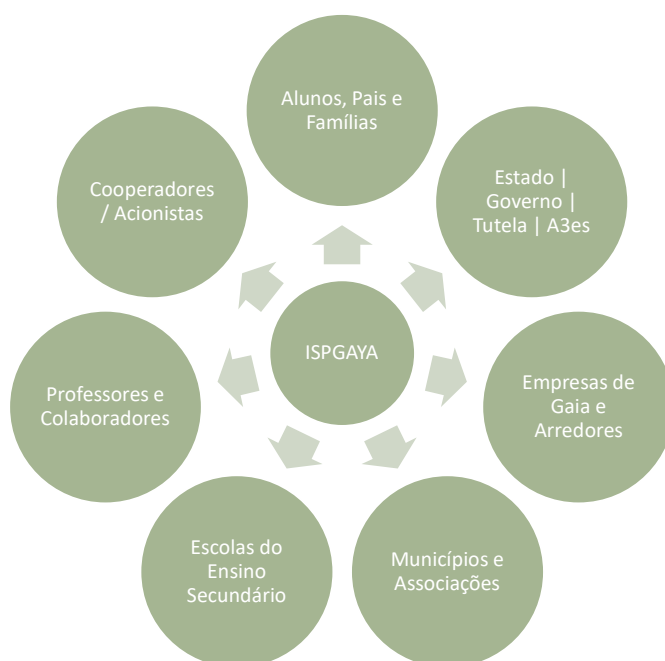 Alunos, Pais e
Famílias
Estado |
Governo |
Tutela | A3es
Empresas de
Gaia e
Arredores
Municípios e
Associações
Escolas do
Ensino
Secundário
Professores e
Colaboradores
Cooperadores
/ Acionistas
ISPGAYA